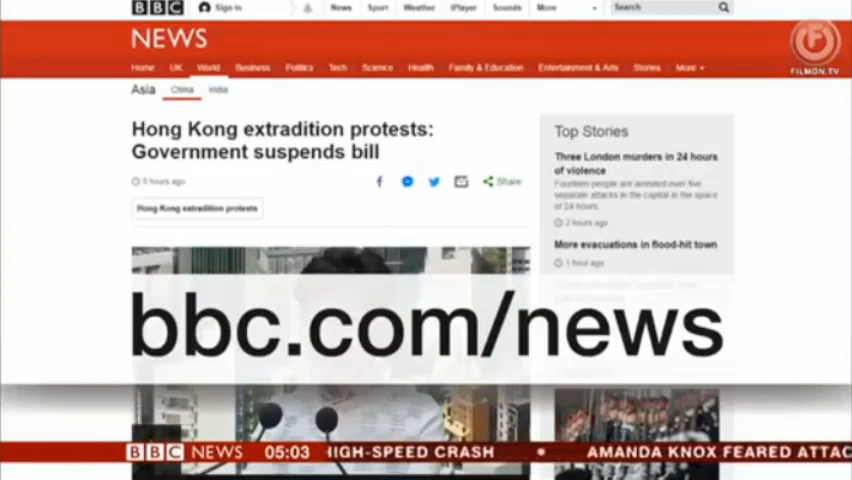 BBC Sign in News Sport Weather iPlayer Sounds More Search
NEWS
FILMON.TV
Home UK World Business Politics Tech Science Health Family & Education Entertainment & Arts Stories More
Asia China India
Hong Kong extradition protests:
Government suspends bill
5 hours ago
Share
Hong Kong extradition protests
Top Stories
Three London murders in 24 hours
of violence
Fourteen people are arrested over five
separate attacks in the capital in the space
of 24 hours.
2 hours ago
More evacuations in flood-hit town
1 hour ago
bbc.com/news
BBC NEWS 05:03 HIGH-SPEED CRASH • AMANDA KNOX FEARED ATTAC